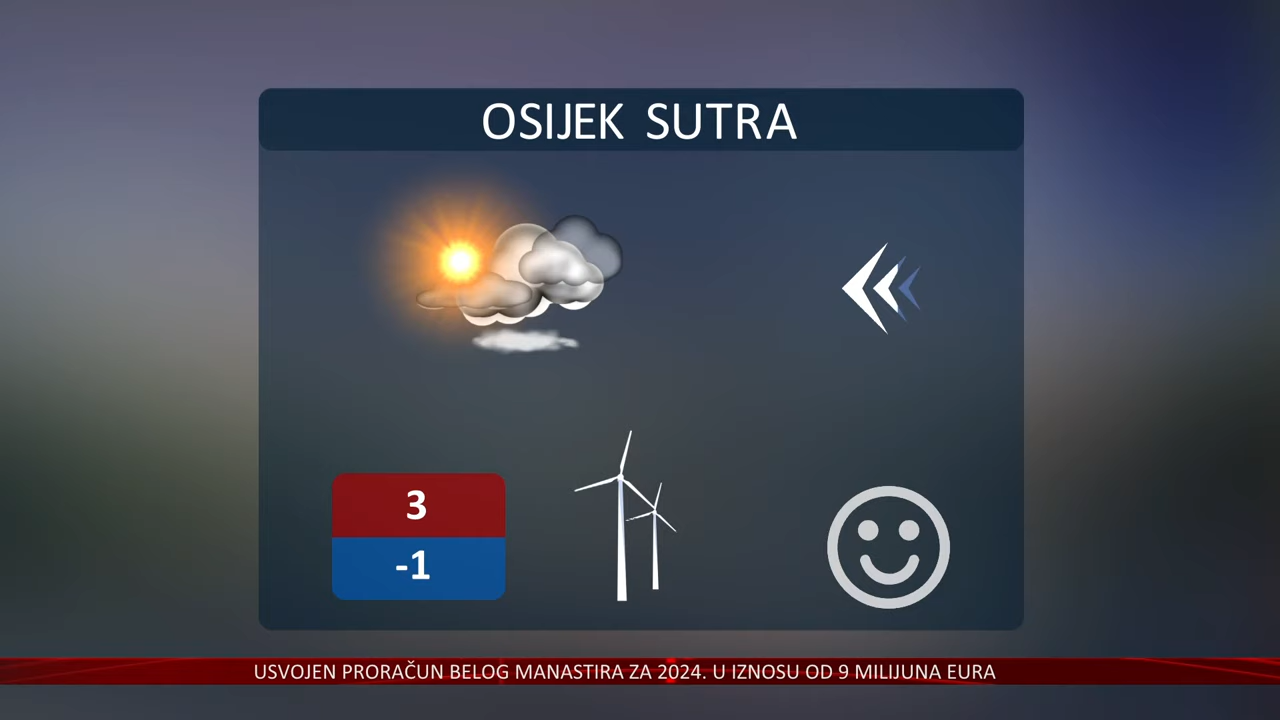 OSIJEK SUTRA
3
-1
USVOJEN PRORAČUN BELOG MANASTIRA ZA 2024. U IZNOSU OD 9 MILIJUNA EURA